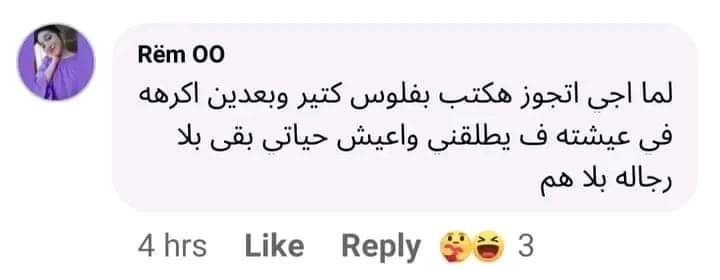 Rëm OO
لما اجي اتجوز هكتب بفلوس كتير وبعدين اكرهه
في عيشته ف يطلقني واعيش حياتي بقى بلا
رجاله بلا هم
4 hrs Like Reply 3